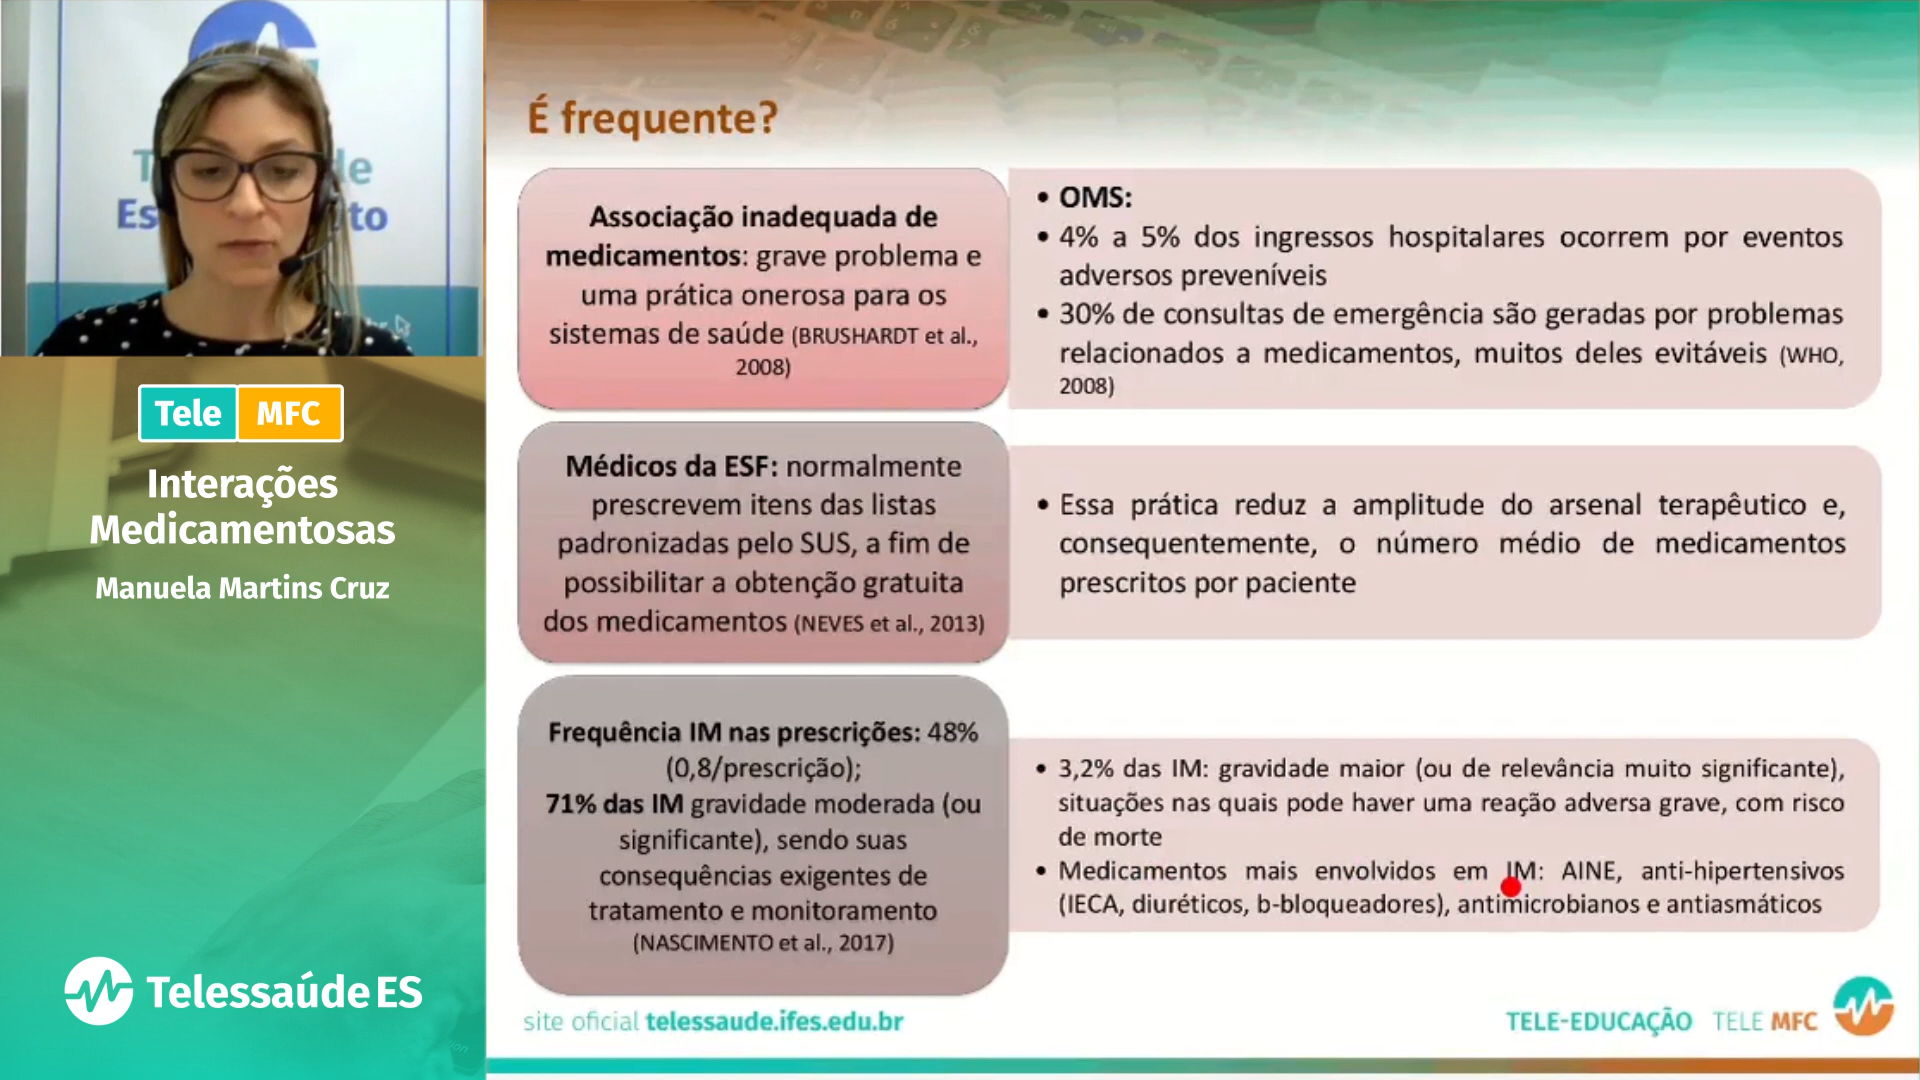 Tele MFC
Interações
Medicamentosas
Manuela Martins Cruz
Telessaúde ES
É frequente?
Associação inadequada de
medicamentos: grave problema e
uma prática onerosa para os
sistemas de saúde (BRUSHARDT et al.,
2008)
• OMS:
• 4% a 5% dos ingressos hospitalares ocorrem por eventos
adversos preveníveis
• 30% de consultas de emergência são geradas por problemas
relacionados a medicamentos, muitos deles evitáveis (WHO,
2008)
Médicos da ESF: normalmente
prescrevem itens das listas
padronizadas pelo SUS, a fim de
possibilitar a obtenção gratuita
dos medicamentos (NEVES et al., 2013)
• Essa prática reduz a amplitude do arsenal terapêutico e,
consequentemente, o número médio de medicamentos
prescritos por paciente
Frequência IM nas prescrições: 48%
(0,8/prescrição);
71% das IM gravidade moderada (ou
significante), sendo suas
consequências exigentes de
tratamento e monitoramento
(NASCIMENTO et al., 2017)
• 3,2% das IM: gravidade maior (ou de relevância muito significante),
situações nas quais pode haver uma reação adversa grave, com risco
de morte
• Medicamentos mais envolvidos em IM: AINE, anti-hipertensivos
(IECA, diuréticos, b-bloqueadores), antimicrobianos e antiasmáticos
site oficial telessaude.ifes.edu.br
TELE-EDUCAÇÃO TELE MFC